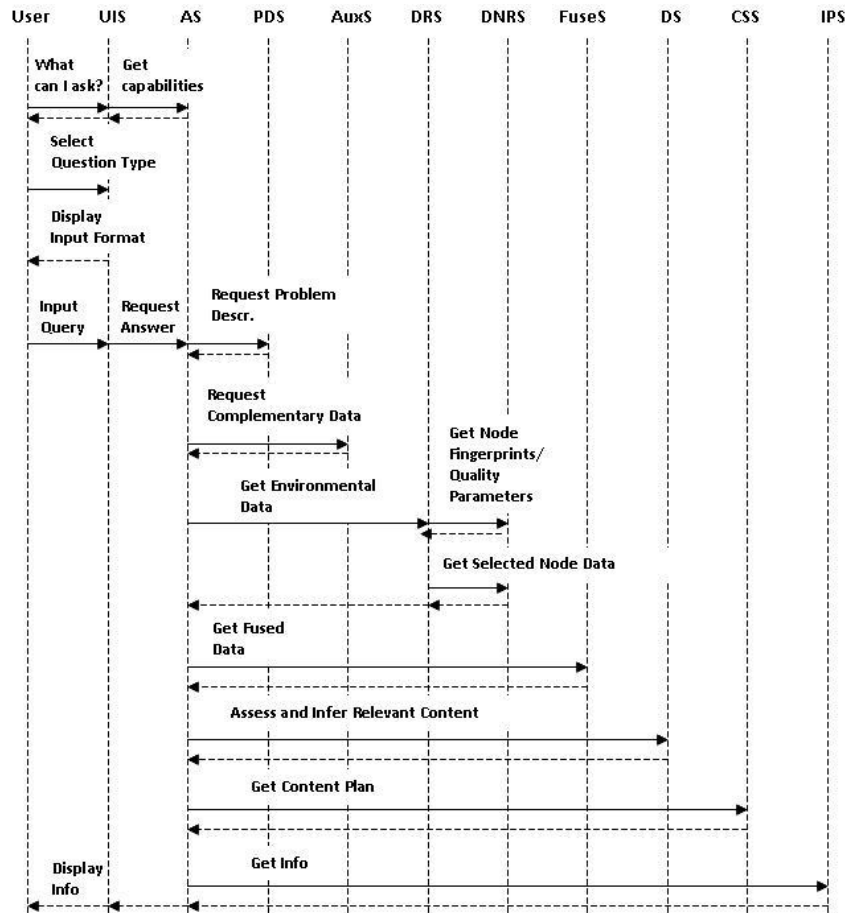 User UIS AS PDS AuxS DRS DNRS FuseS DS CSS IPS
What
can I ask?
Get
capabilities
Select
Question Type
Display
Input Format
Input
Query
Request
Answer
Request Problem
Descr.
Request
Complementary Data
Get Node
Fingerprints/
Quality
Parameters
Get Environmental
Data
Get Selected Node Data
Get Fused
Data
Assess and Infer Relevant Content
Get Content Plan
Get Info
Display
Info